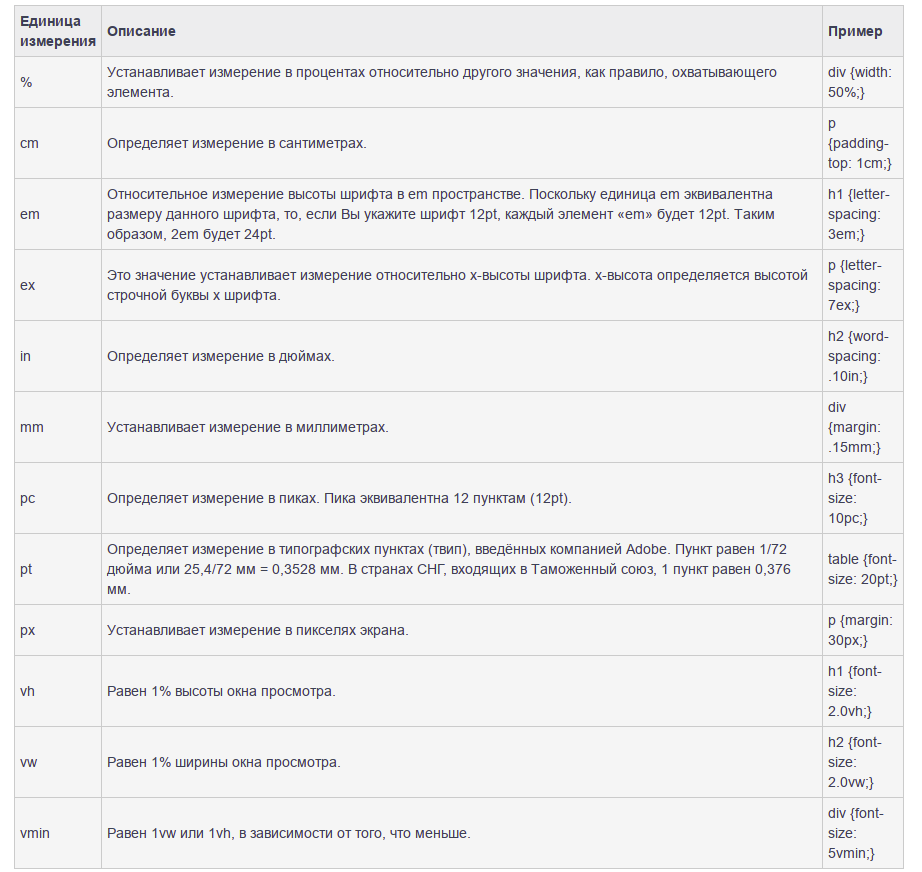 Единица
измерения
Описание
Пример
%
Устанавливает измерение в процентах относительно другого значения, как правило, охватывающего
элемента.
div {width:
50%;}
cm
Определяет измерение в сантиметрах.
p
{padding-
top: 1cm;}
em
Относительное измерение высоты шрифта в em пространстве. Поскольку единица em эквивалентна
размеру данного шрифта, то, если Вы укажите шрифт 12pt, каждый элемент «em» будет 12pt. Таким
образом, 2em будет 24pt.
h1 {letter-
spacing:
3em;}
ex
Это значение устанавливает измерение относительно x-высоты шрифта. x-высота определяется высотой
строчной буквы x шрифта.
p {letter-
spacing:
7ex;}
in
Определяет измерение в дюймах.
h2 {word-
spacing:
.10in;}
mm
Устанавливает измерение в миллиметрах.
div
{margin:
.15mm;}
pc
Определяет измерение в пиках. Пика эквивалентна 12 пунктам (12pt).
h3 {font-
size:
10pc;}
pt
Определяет измерение в типографских пунктах (твип), введённых компанией Adobe. Пункт равен 1/72
дюйма или 25,4/72 мм = 0,3528 мм. В странах СНГ, входящих в Таможенный союз, 1 пункт равен 0,376
мм.
table {font-
size: 20pt;}
px
Устанавливает измерение в пикселях экрана.
p {margin:
30px;}
vh
Равен 1% высоты окна просмотра.
h1 {font-
size:
2.0vh;}
vw
Равен 1% ширины окна просмотра.
h2 {font-
size:
2.0vw;}
vmin
Равен 1vw или 1vh, в зависимости от того, что меньше.
div {font-
size:
5vmin;}